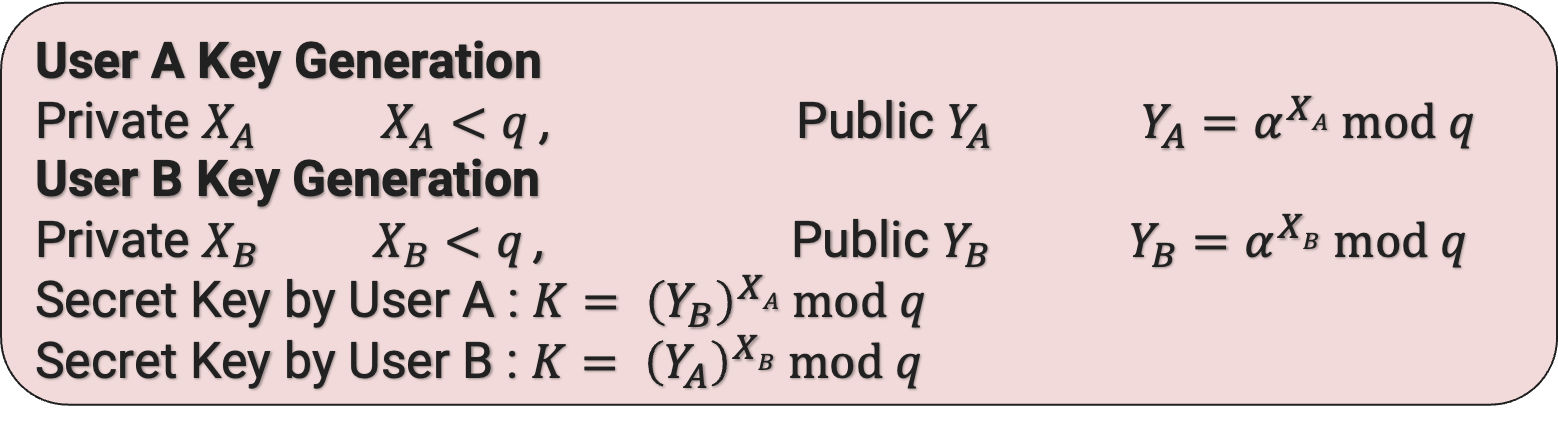 User A Key Generation
Private X_A X_A < q , Public Y_A Y_A = α^{X_A} mod q
User B Key Generation
Private X_B X_B < q , Public Y_B Y_B = α^{X_B} mod q
Secret Key by User A : K = (Y_B)^{X_A} mod q
Secret Key by User B : K = (Y_A)^{X_B} mod q